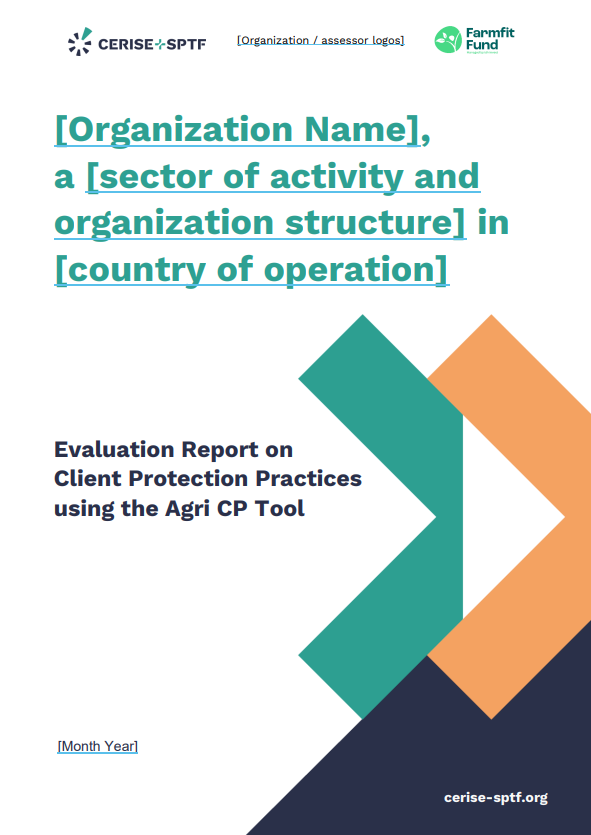 CERISE+SPTF
[Organization / assessor logos]
Farmfit
Fund
[Organization Name],
a [sector of activity and
organization structure] in
[country of operation]
Evaluation Report on
Client Protection Practices
using the Agri CP Tool
[Month Year]
cerise-sptf.org